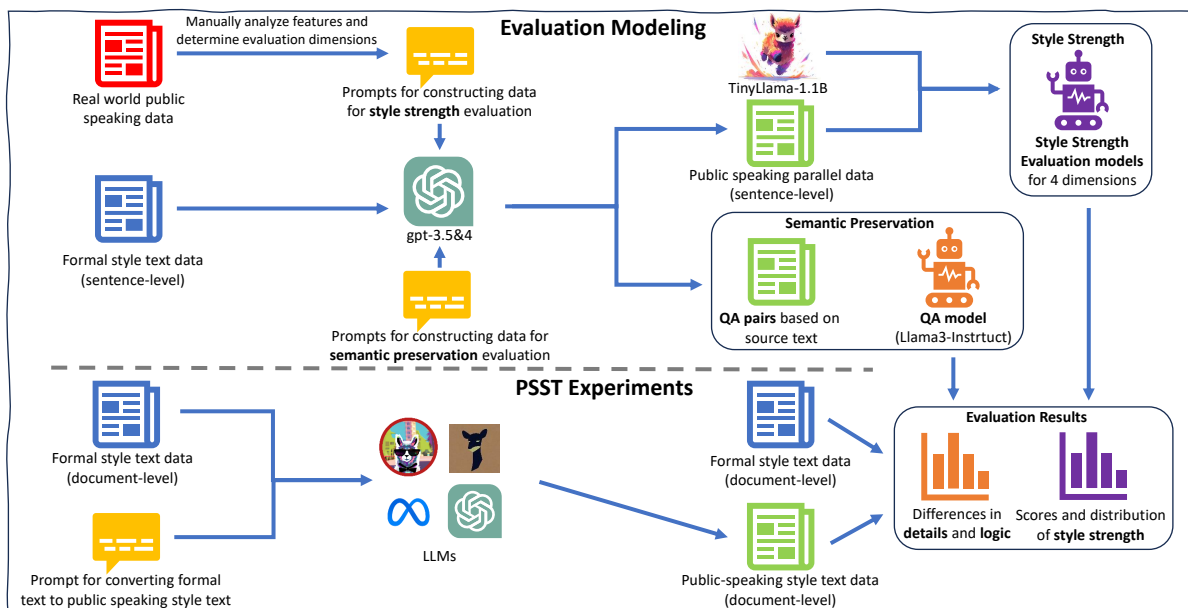 Manually analyze features and
determine evaluation dimensions
Evaluation Modeling
Real world public
speaking data
Prompts for constructing data
for style strength evaluation
TinyLlama-1.1B
Style Strength
Style Strength
Evaluation models
for 4 dimensions
Public speaking parallel data
(sentence-level)
Formal style text data
(sentence-level)
gpt-3.5&4
Semantic Preservation
QA pairs based on
source text
QA model
(Llama3-Instrtuct)
Prompts for constructing data for
semantic preservation evaluation
PSST Experiments
Formal style text data
(document-level)
Prompt for converting formal
text to public speaking style text
LLMs
Formal style text data
(document-level)
Public-speaking style text data
(document-level)
Evaluation Results
Differences in
details and logic
Scores and distribution
of style strength